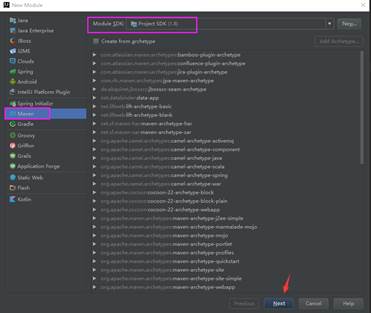 New Module
Java
Java Enterprise
JBoss
J2ME
Clouds
Spring
Android
IntelliJ Platform Plugin
Spring Initializr
Maven
Gradle
Groovy
Griffon
Grails
Application Forge
Static Web
Flash
Kotlin
Module SDK: Project SDK (1.8) New...
Create from archetype Add Archetype...
com.atlassian.maven.archetypes:bamboo-plugin-archetype
com.atlassian.maven.archetypes:confluence-plugin-archetype
com.atlassian.maven.archetypes:jira-plugin-archetype
com.rfc.maven.archetypes:jpa-maven-archetype
de.akquinet.jbosscc:jbosscc-seam-archetype
net.databinder:data-app
net.liftweb:lift-archetype-basic
net.liftweb:lift-archetype-blank
net.sf.maven-har:maven-archetype-har
net.sf.maven-sar:maven-archetype-sar
org.apache.camel.archetypes:camel-archetype-activemq
org.apache.camel.archetypes:camel-archetype-component
org.apache.camel.archetypes:camel-archetype-java
org.apache.camel.archetypes:camel-archetype-scala
org.apache.camel.archetypes:camel-archetype-spring
org.apache.camel.archetypes:camel-archetype-war
org.apache.cocoon:cocoon-22-archetype-block
org.apache.cocoon:cocoon-22-archetype-block-plain
org.apache.cocoon:cocoon-22-archetype-webapp
org.apache.maven.archetypes:maven-archetype-j2ee-simple
org.apache.maven.archetypes:maven-archetype-marmalade-mojo
org.apache.maven.archetypes:maven-archetype-mojo
org.apache.maven.archetypes:maven-archetype-portlet
org.apache.maven.archetypes:maven-archetype-profiles
org.apache.maven.archetypes:maven-archetype-quickstart
org.apache.maven.archetypes:maven-archetype-site
org.apache.maven.archetypes:maven-archetype-site-simple
org.apache.maven.archetypes:maven-archetype-webapp
Previous Next Cancel Help